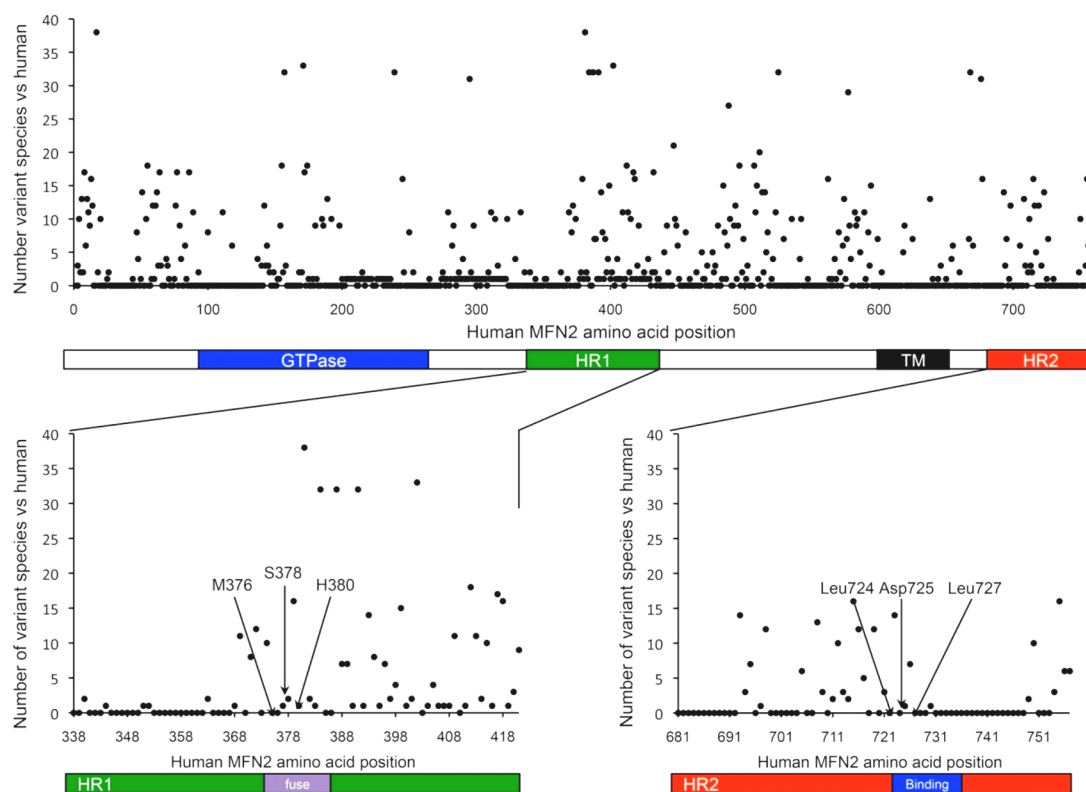 Number variant species vs human
40
35
30
25
20
15
10
5
0
0 100 200 300 400 500 600 700
Human MFN2 amino acid position
GTPase HR1 TM HR2
Number of variant species vs human
40
35
30
25
20
15
10
5
0
M376 S378 H380
338 348 358 368 378 388 398 408 418
Human MFN2 amino acid position
HR1 fuse
Number of variant species vs human
40
35
30
25
20
15
10
5
0
Leu724 Asp725 Leu727
681 691 701 711 721 731 741 751
Human MFN2 amino acid position
HR2 Binding